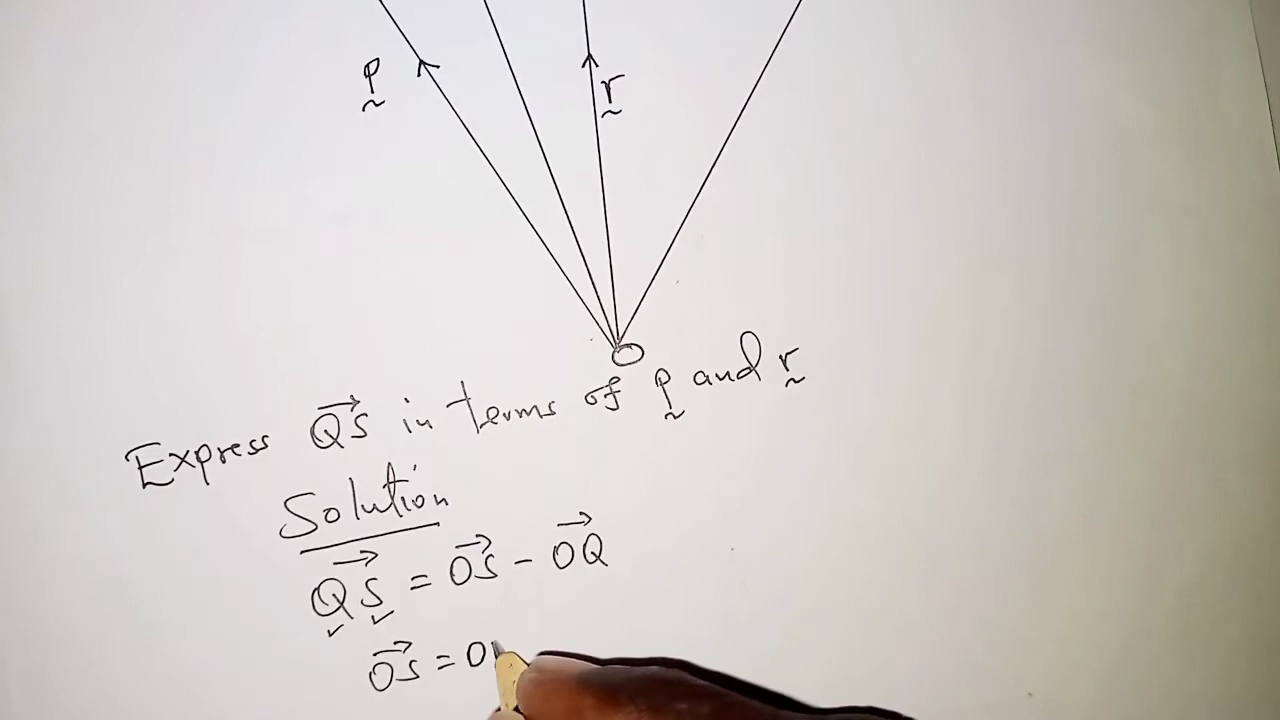 p r
O
Express QS in terms of p and r
Solution
QS = OS - OQ
OS = O